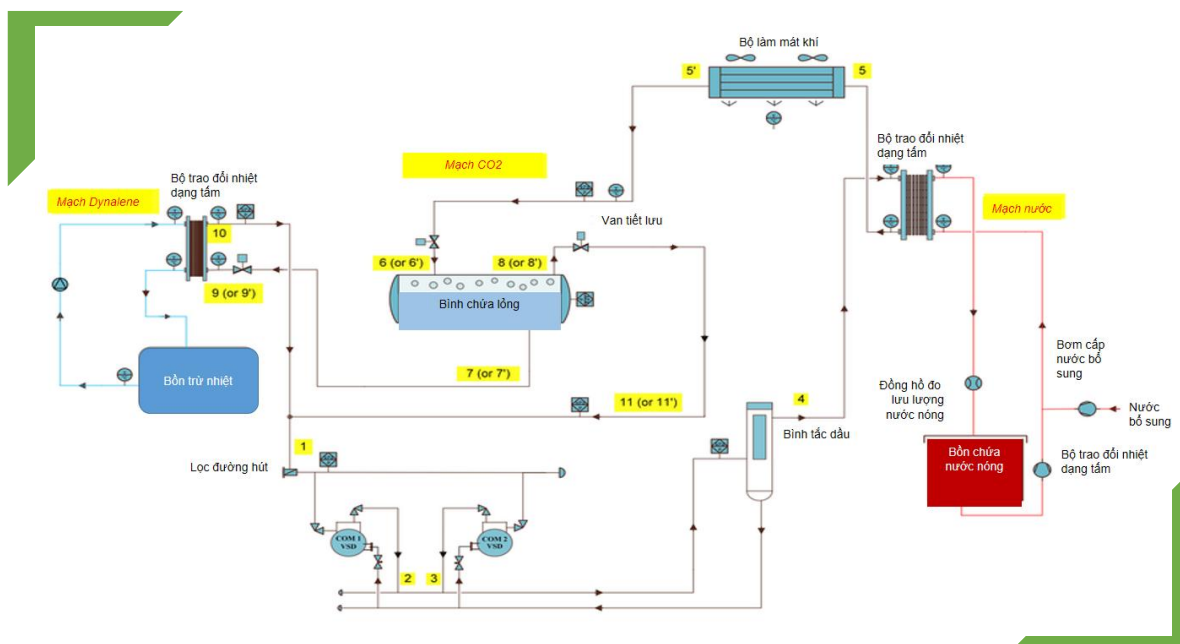 Bộ làm mát khí
5'
5
Bộ trao đổi nhiệt
dạng tấm
Mạch CO2
Bộ trao đổi nhiệt
dạng tấm
Mạch Dynalene
Mạch nước
Van tiết lưu
10
6 (or 6')
8 (or 8')
9 (or 9')
Bình chứa lỏng
Bơm cấp
nước bổ
sung
7 (or 7')
Bồn trữ nhiệt
Đồng hồ đo
lưu lượng
nước nóng
11 (or 11')
4
Nước
bổ sung
Bình tắc dầu
1
Lọc đường hút
Bồn chứa
nước nóng
Bộ trao đổi nhiệt
dạng tấm
COM 1
VSD
COM 2
VSD
2
3